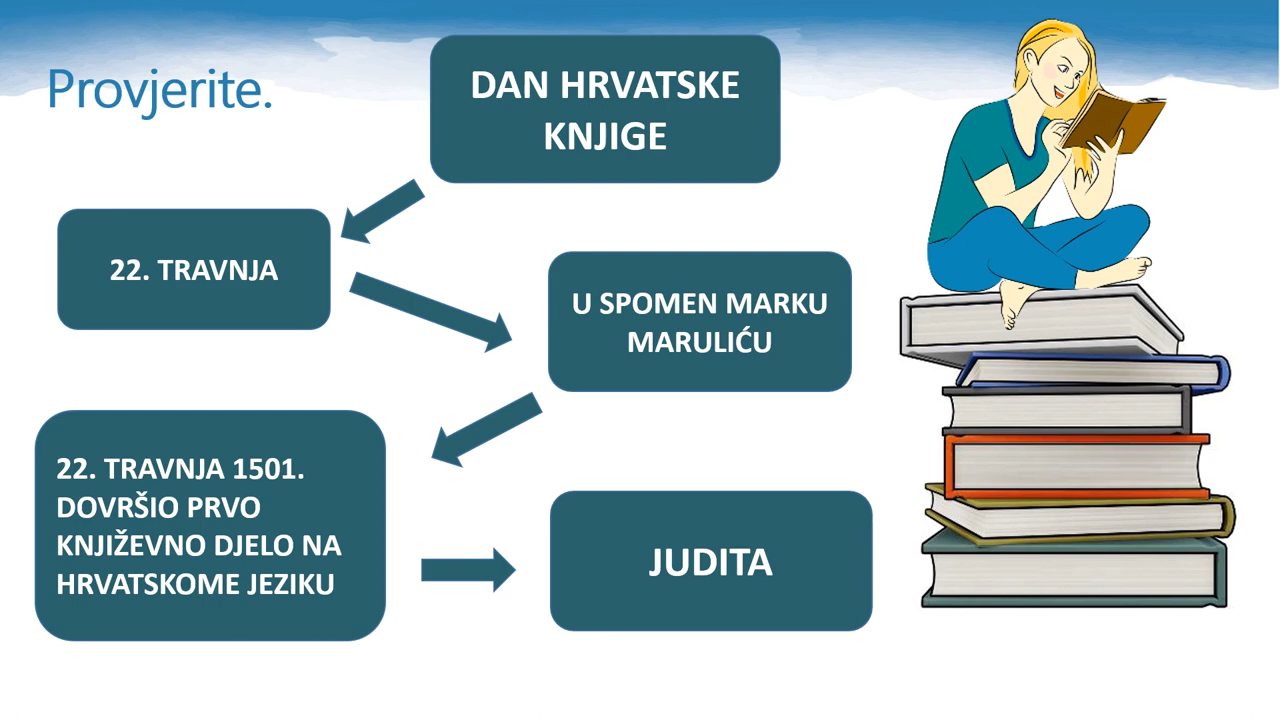 Provjerite.
DAN HRVATSKE
KNJIGE
22. TRAVNJA
U SPOMEN MARKU
MARULIĆU
22. TRAVNJA 1501.
DOVRŠIO PRVO
KNJIŽEVNO DJELO NA
HRVATSKOME JEZIKU
JUDITA